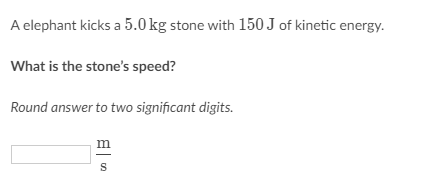 A elephant kicks a 5.0 kg stone with 150 J of kinetic energy.
What is the stone's speed?
Round answer to two significant digits.
m
s